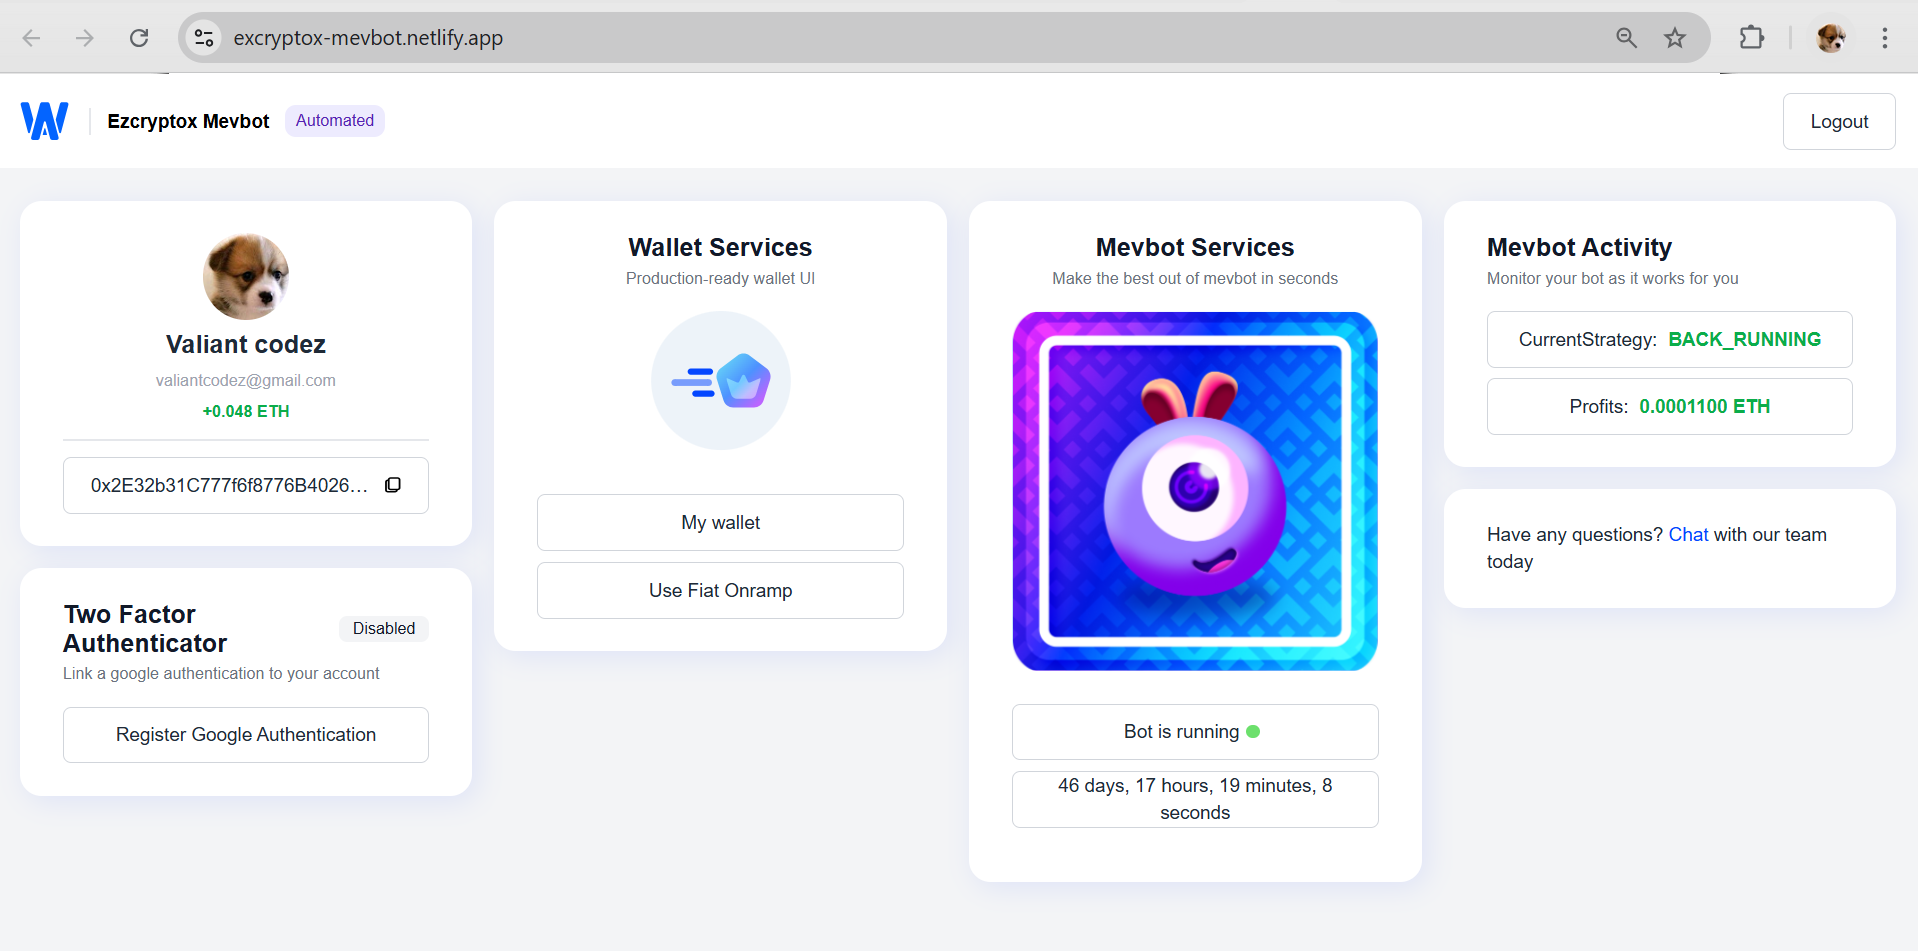 excryptox-mevbot.netlify.app
Ezcryptox Mevbot
Automated
Logout
Valiant codez
valiantcodez@gmail.com
+0.048 ETH
0x2E32b31C777f6f8776B4026...
Two Factor
Authenticator
Disabled
Link a google authentication to your account
Register Google Authentication
Wallet Services
Production-ready wallet UI
My wallet
Use Fiat Onramp
Mevbot Services
Make the best out of mevbot in seconds
Bot is running
46 days, 17 hours, 19 minutes, 8
seconds
Mevbot Activity
Monitor your bot as it works for you
CurrentStrategy: BACK_RUNNING
Profits: 0.0001100 ETH
Have any questions? Chat with our team
today